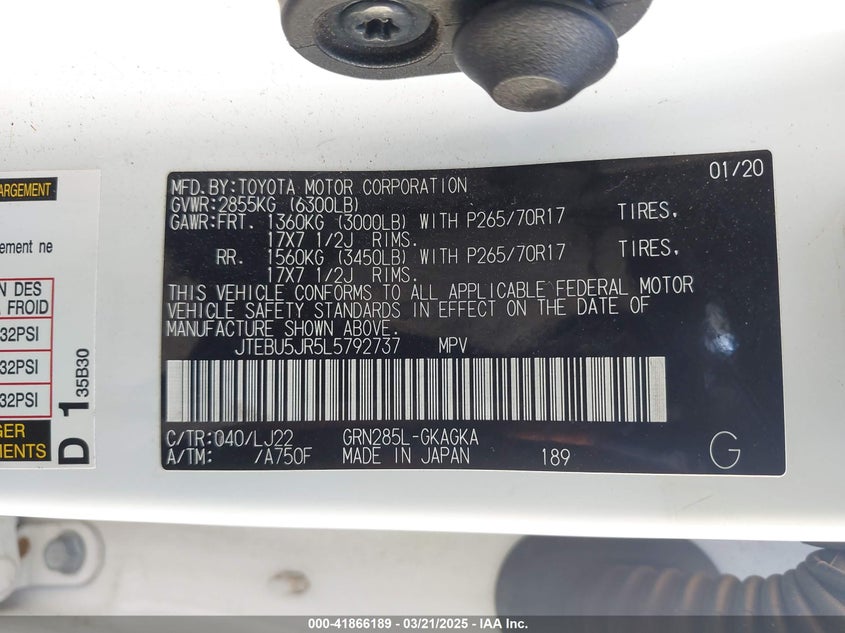 ARGEMENT
ement ne
N DES
A FROID
32PSI
32PSI
32PSI
GER
MENTS
D 1
35B30
01/20
MFD.BY:TOYOTA MOTOR CORPORATION
GVWR:2855KG (6300LB)
GAWR:FRT. 1360KG (3000LB) WITH P265/70R17 TIRES,
17X7 1/2J RIMS.
RR. 1560KG (3450LB) WITH P265/70R17 TIRES,
17X7 1/2J RIMS.
THIS VEHICLE CONFORMS TO ALL APPLICABLE FEDERAL MOTOR
VEHICLE SAFETY STANDARDS IN EFFECT ON THE DATE OF
MANUFACTURE SHOWN ABOVE.
JTEBU5JR5L5792737 MPV
C/TR:040/LJ22 GRN285L-GKAGKA
A/TM: /A750F MADE IN JAPAN 189
G
000-41866189 - 03/21/2025 - IAA Inc.